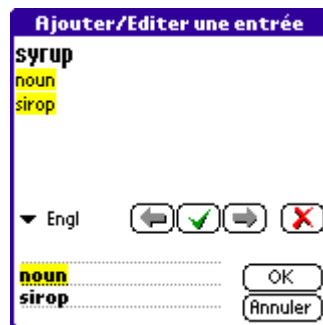 Ajouter/Editer une entrée
syrup
noun
sirop
Engl
noun
sirop
OK
Annuler